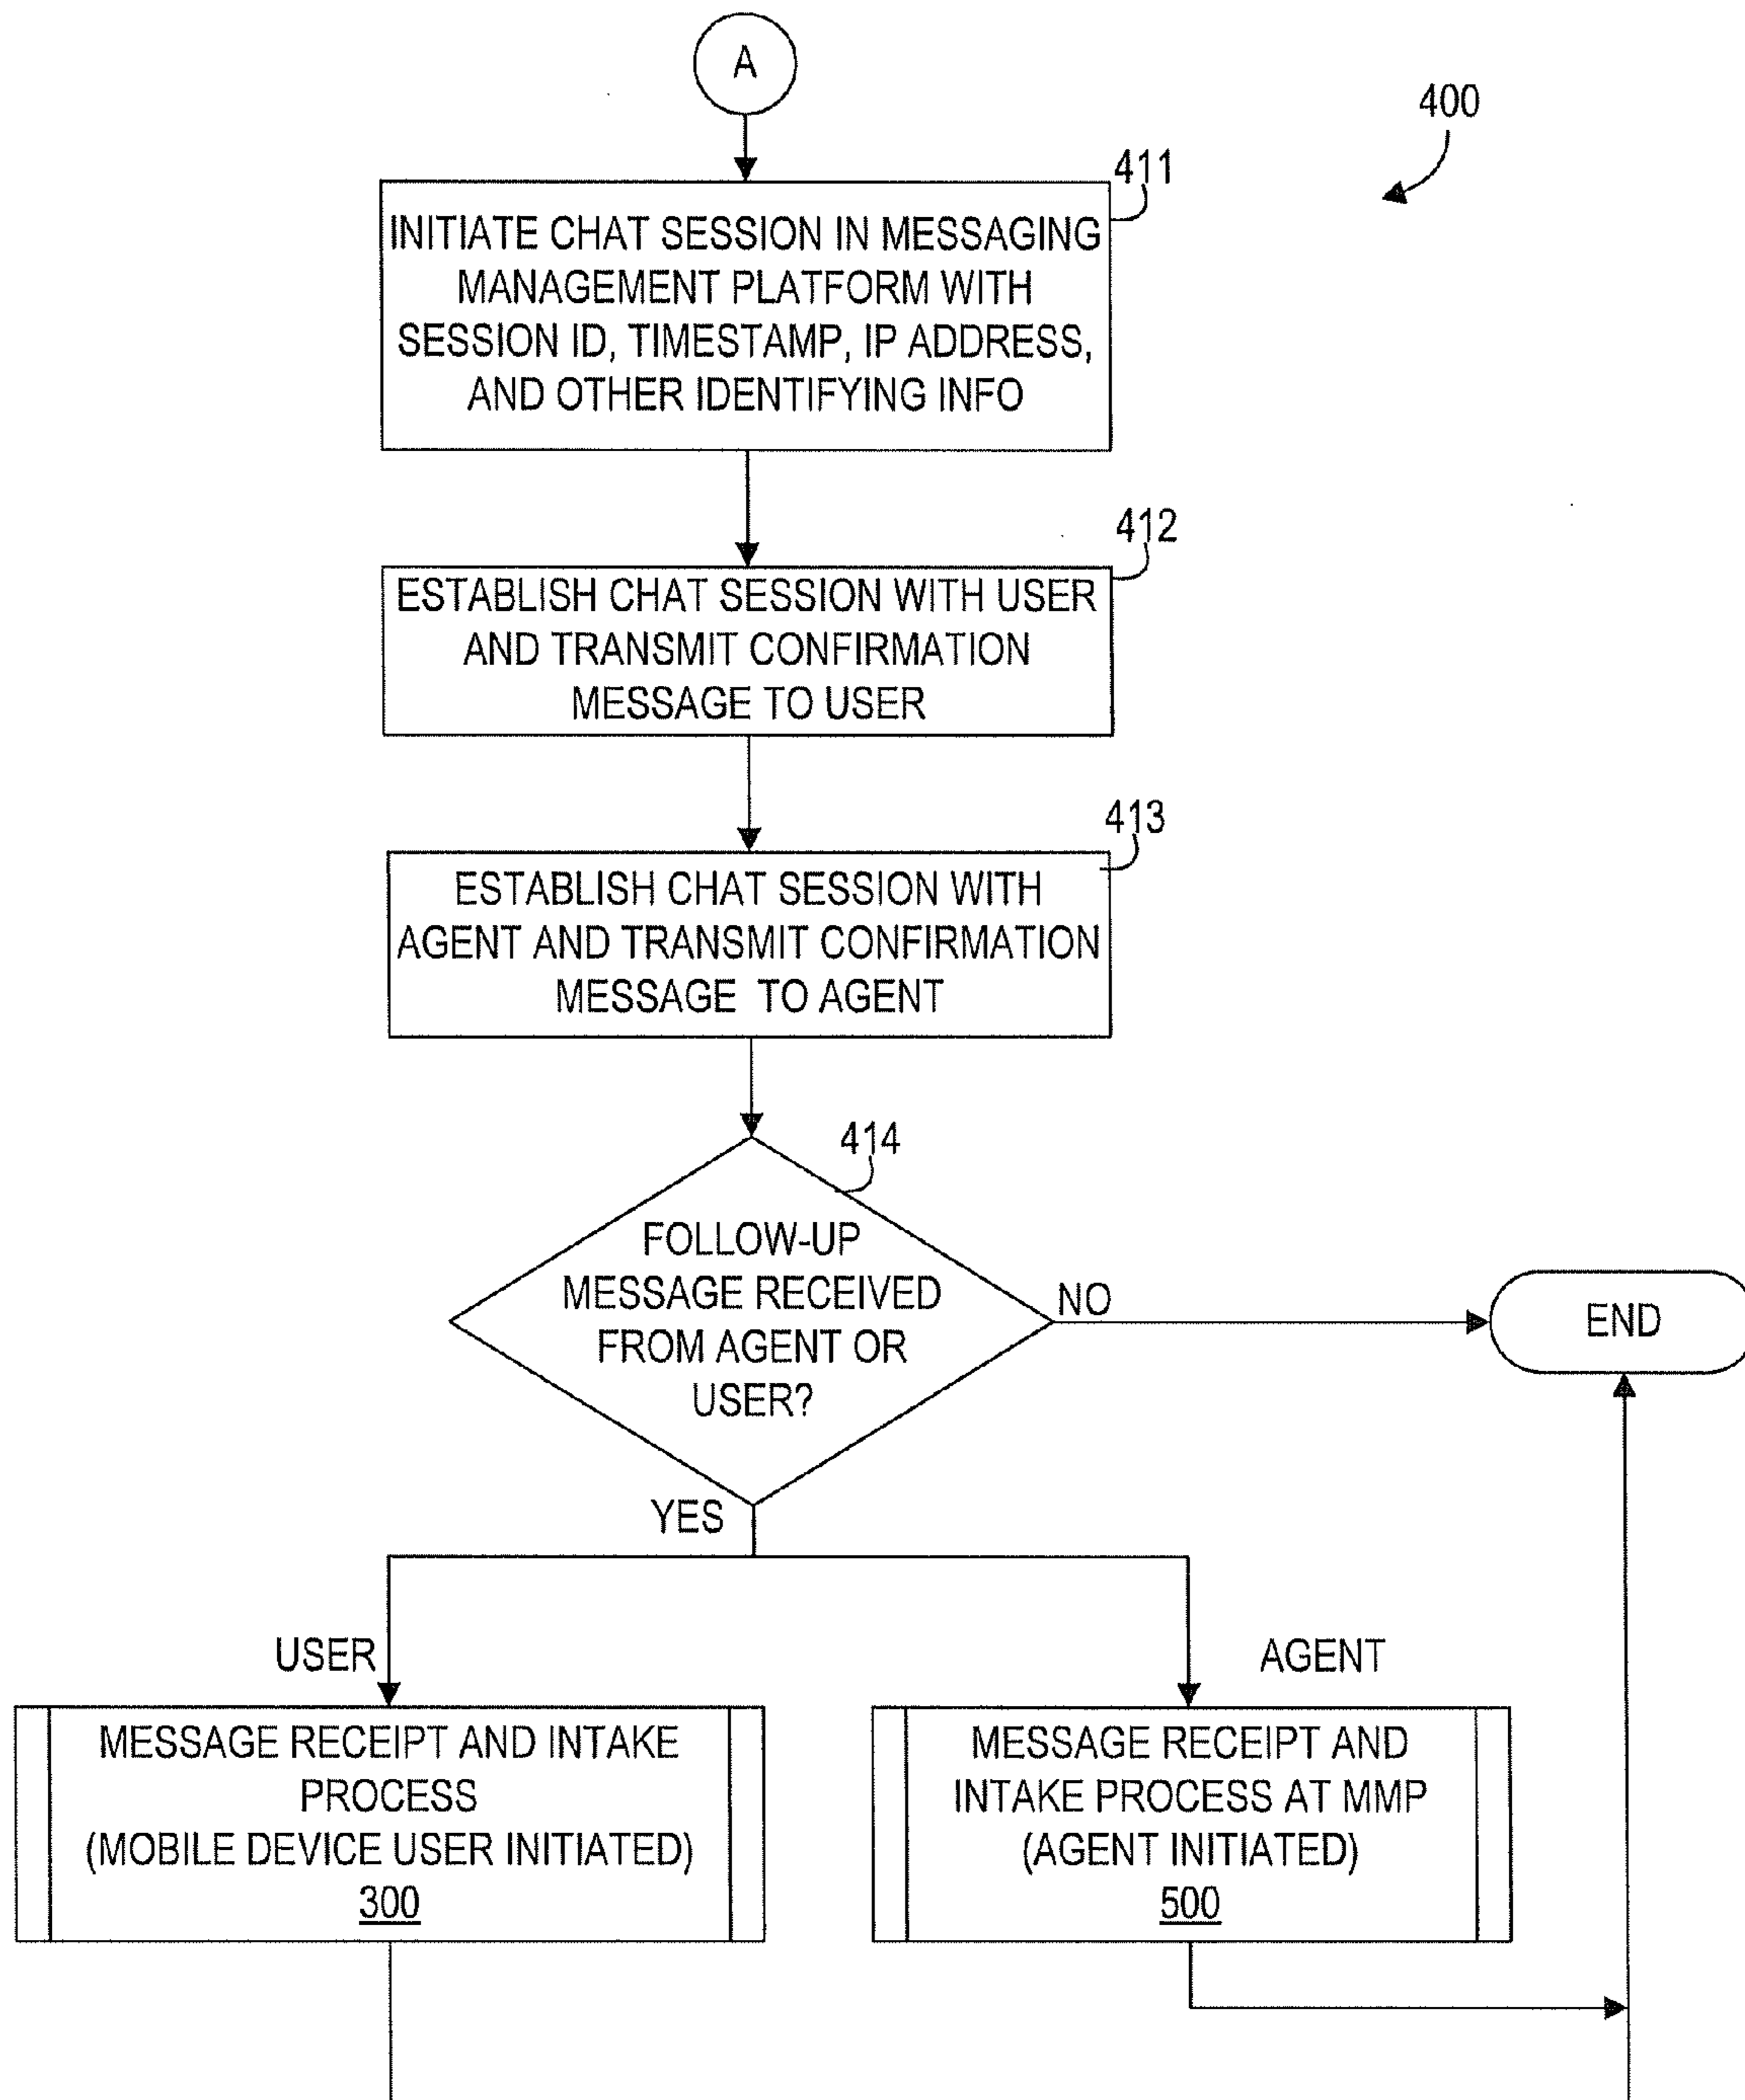 A
400
411
INITIATE CHAT SESSION IN MESSAGING
MANAGEMENT PLATFORM WITH
SESSION ID, TIMESTAMP, IP ADDRESS,
AND OTHER IDENTIFYING INFO
412
ESTABLISH CHAT SESSION WITH USER
AND TRANSMIT CONFIRMATION
MESSAGE TO USER
413
ESTABLISH CHAT SESSION WITH
AGENT AND TRANSMIT CONFIRMATION
MESSAGE TO AGENT
414
FOLLOW-UP
MESSAGE RECEIVED
FROM AGENT OR
USER?
NO
END
YES
USER
AGENT
MESSAGE RECEIPT AND INTAKE
PROCESS
(MOBILE DEVICE USER INITIATED)
300
MESSAGE RECEIPT AND
INTAKE PROCESS AT MMP
(AGENT INITIATED)
500